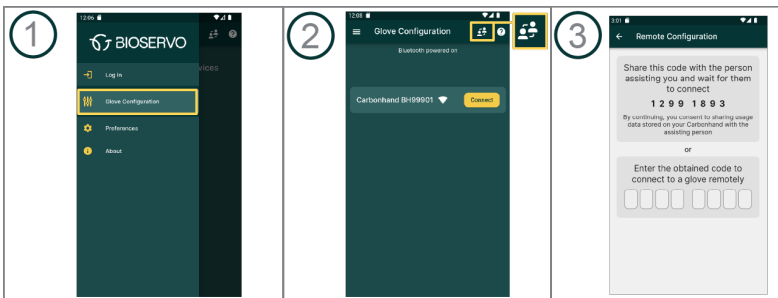 1
12:06
BIOSERVO
vices
Log In
Glove Configuration
Preferences
About
2
12:08
Glove Configuration
Bluetooth powered on
Carbonhand BH99901
Connect
3
3:01
Remote Configuration
Share this code with the person
assisting you and wait for them
to connect
1299 1893
By continuing, you consent to sharing usage
data stored on your Carbonhand with the
assisting person
or
Enter the obtained code to
connect to a glove remotely